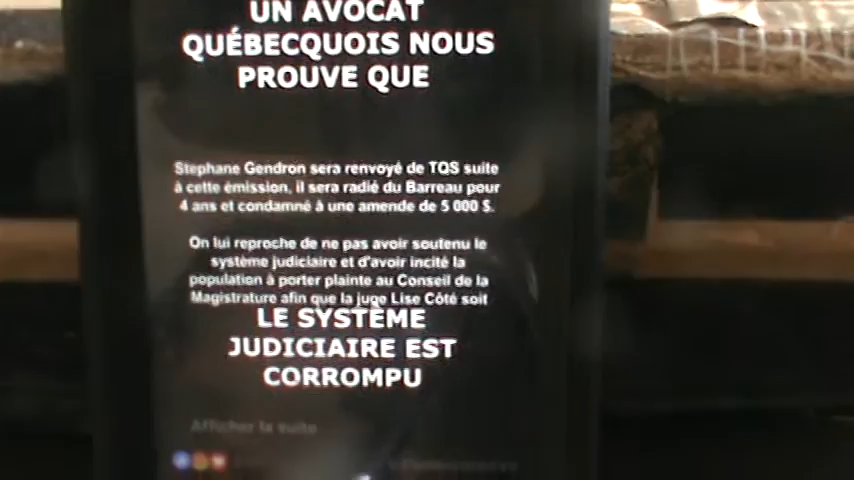 UN AVOCAT
QUÉBECQUOIS NOUS
PROUVE QUE
Stephane Gendron sera renvoyé de TQS suite
à cette émission, il sera radié du Barreau pour
4 ans et condamné à une amende de 5 000 $.
On lui reproche de ne pas avoir soutenu le
système judiciaire et d'avoir incité la
population à porter plainte au Conseil de la
Magistrature afin que la juge Lise Côté soit
LE SYSTÈME
JUDICIAIRE EST
CORROMPU
Afficher la suite